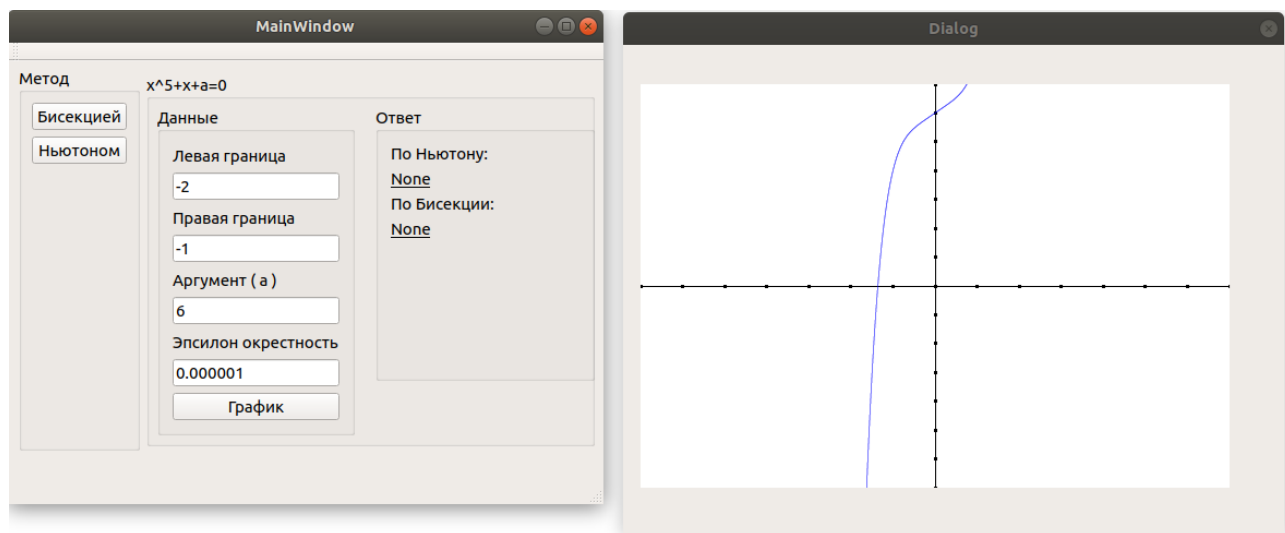 MainWindow
Метод
Бисекцией
Ньютоном
x^5+x+a=0
Данные
Левая граница
-2
Правая граница
-1
Аргумент ( a )
6
Эпсилон окрестность
0.000001
График
Ответ
По Ньютону:
None
По Бисекции:
None
Dialog